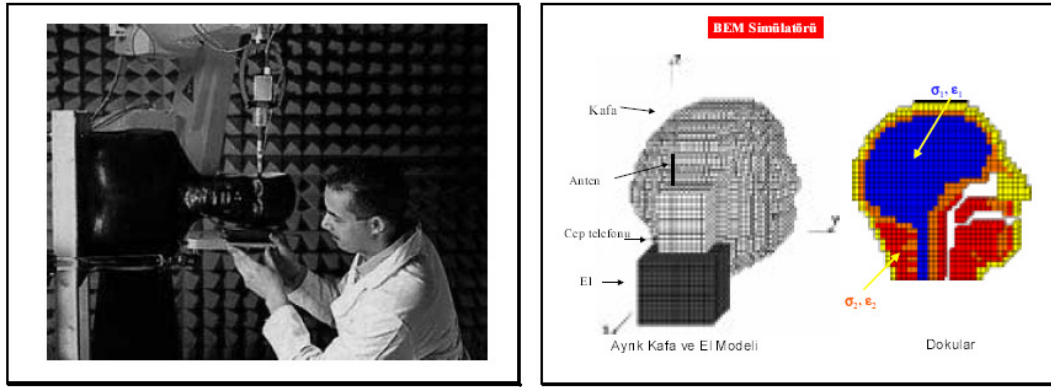 BEM Simülatörü
z
σ₁, ε₁
Kafa
Anten
Cep telefonu
y
El
σ₂, ε₂
x
Ayrık Kafa ve El Modeli
Dokular